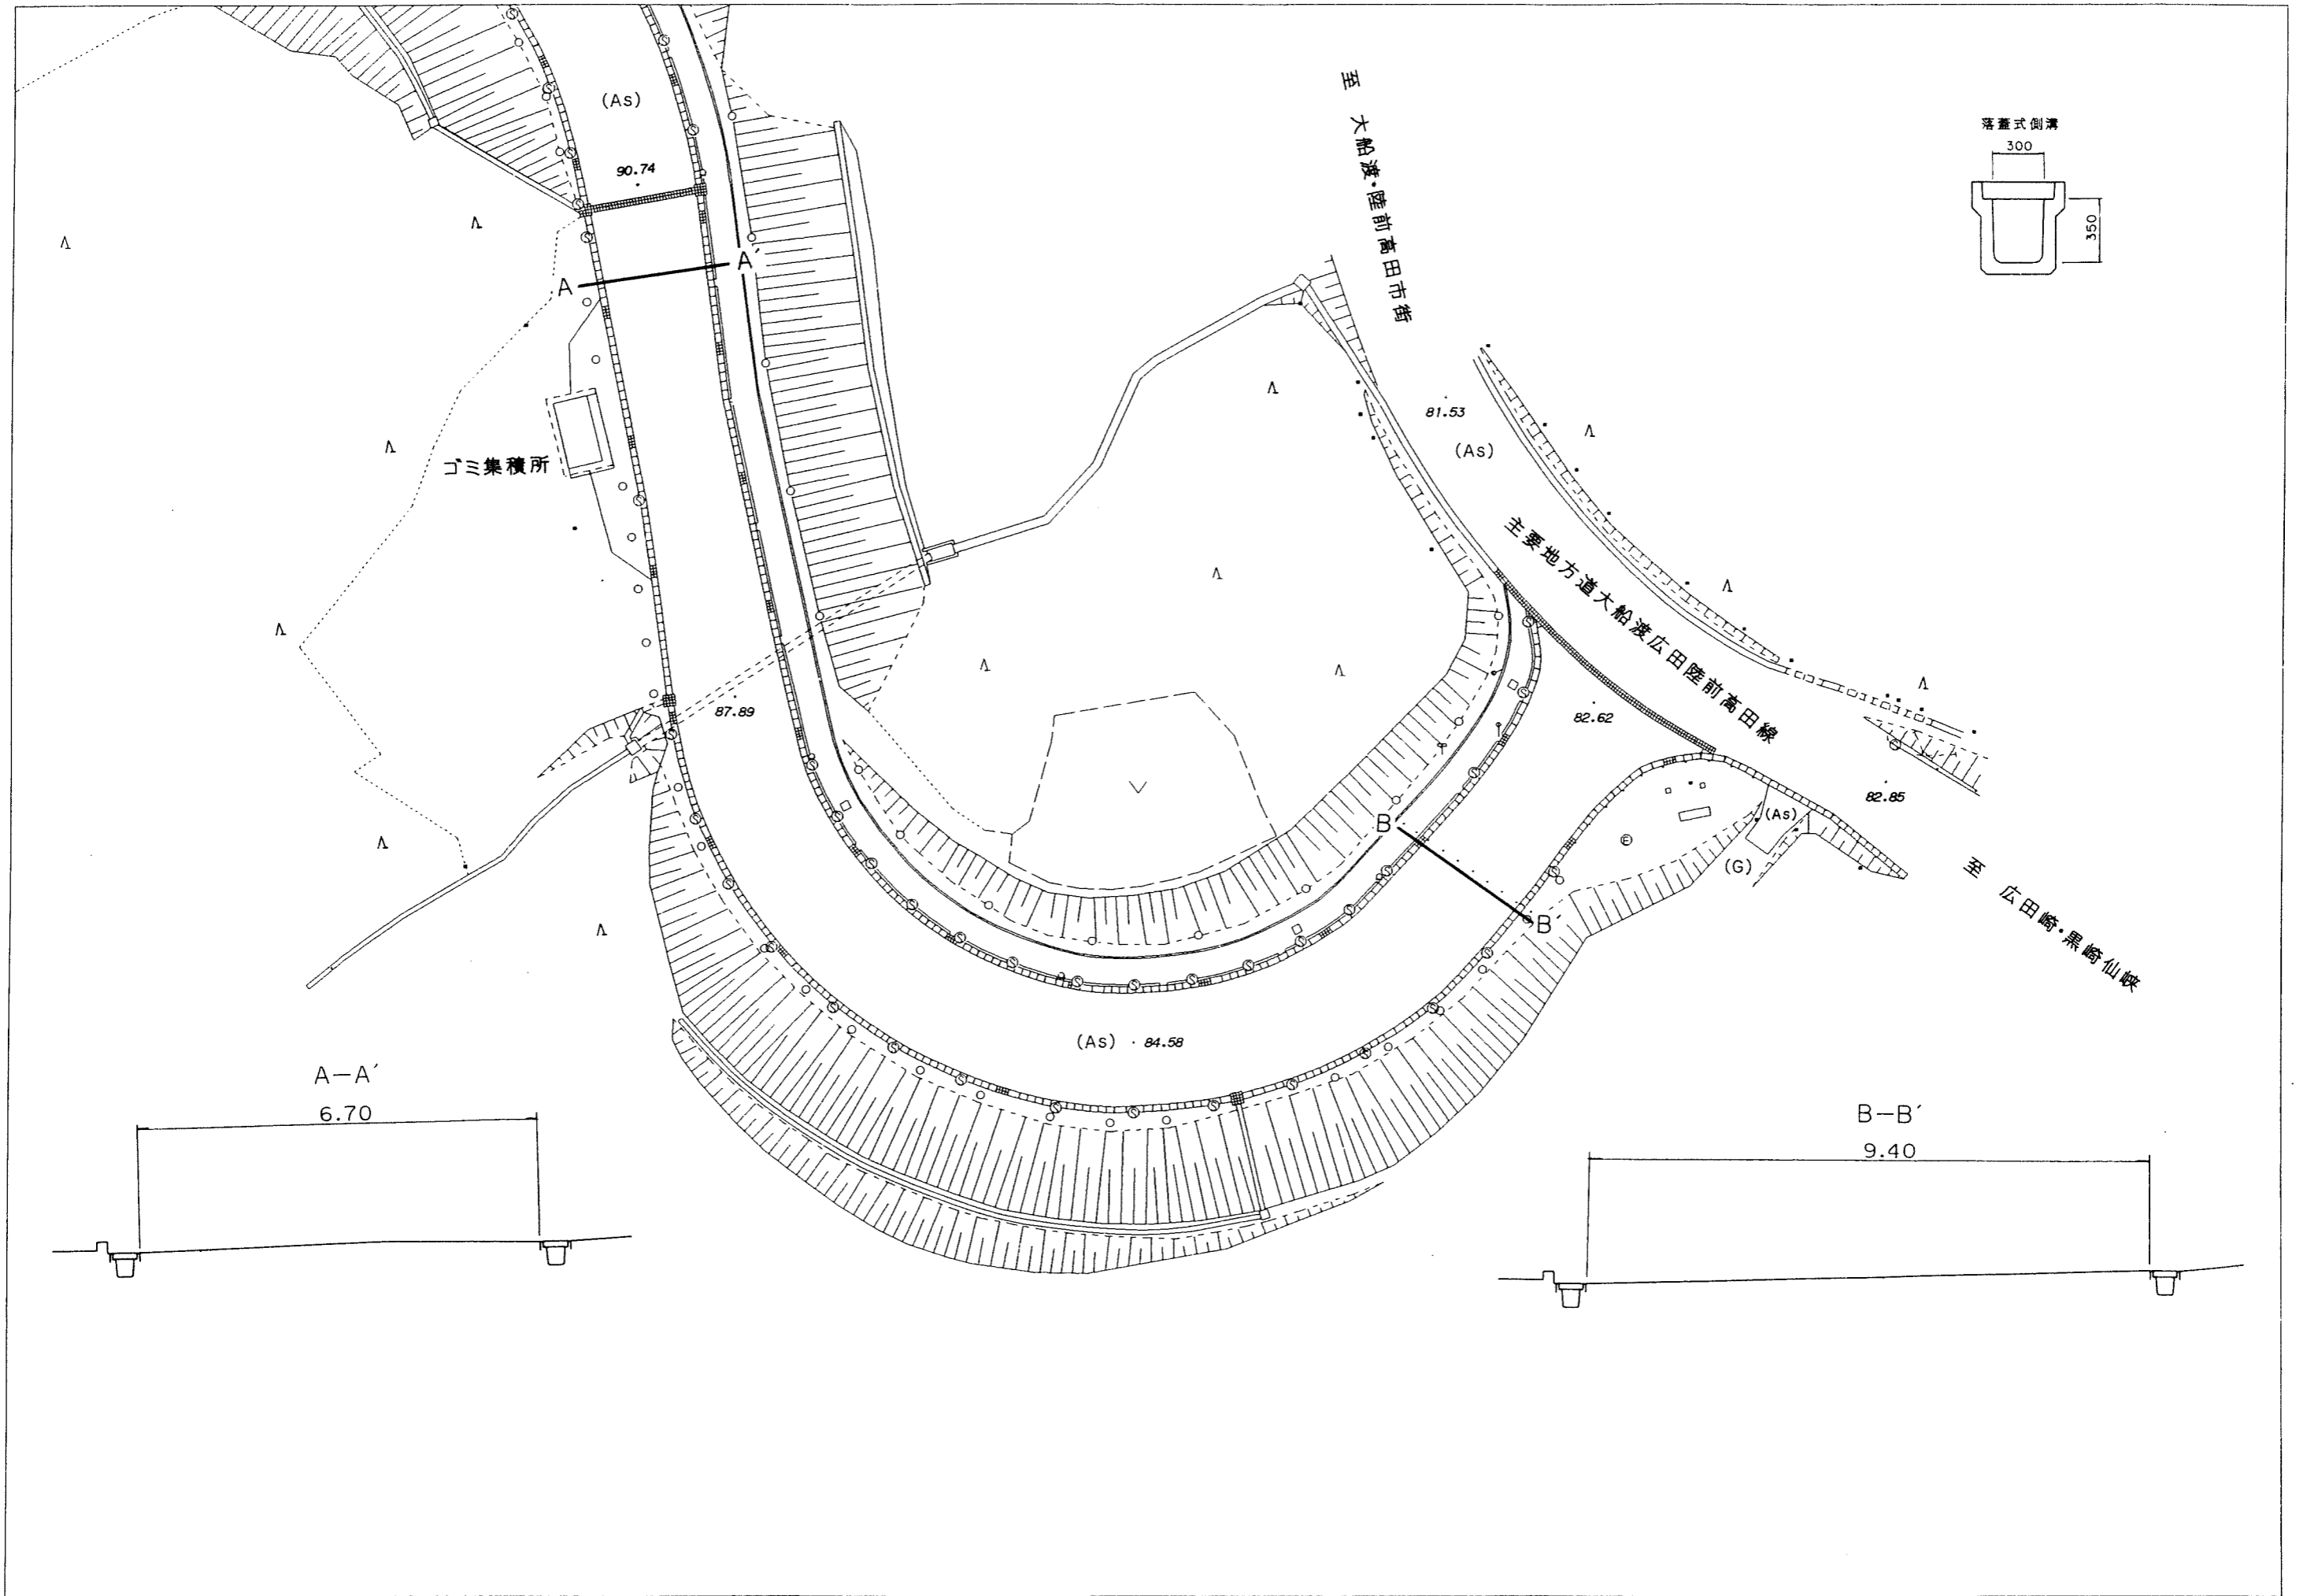 (As)
90.74
至 大船渡・陸前高田市街
落蓋式側溝
300
350
A
A′
81.53
(As)
ゴミ集積所
主要地方道大船渡広田陸前高田線
87.89
82.62
82.85
(As)
(G)
B
B′
E
至 広田崎・黒崎仙峡
(As)
84.58
A-A′
6.70
B-B′
9.40